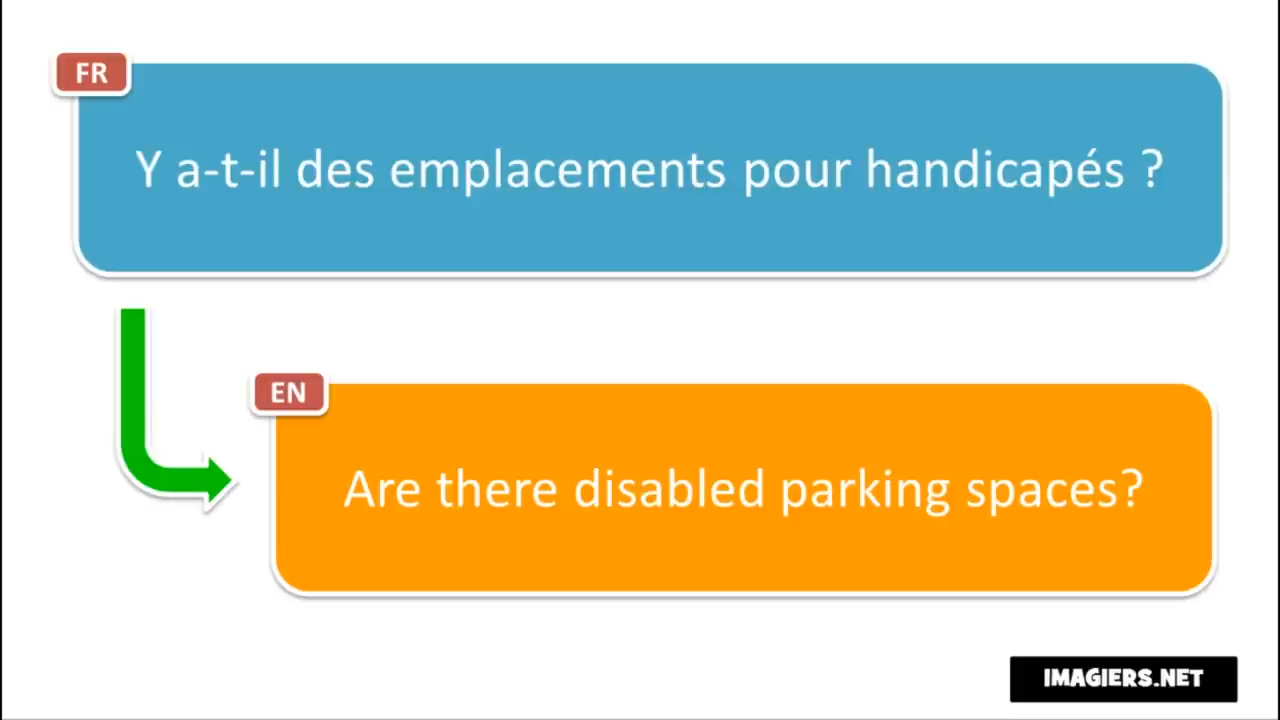 FR
Y a-t-il des emplacements pour handicapés ?
EN
Are there disabled parking spaces?
IMAGIERS.NET